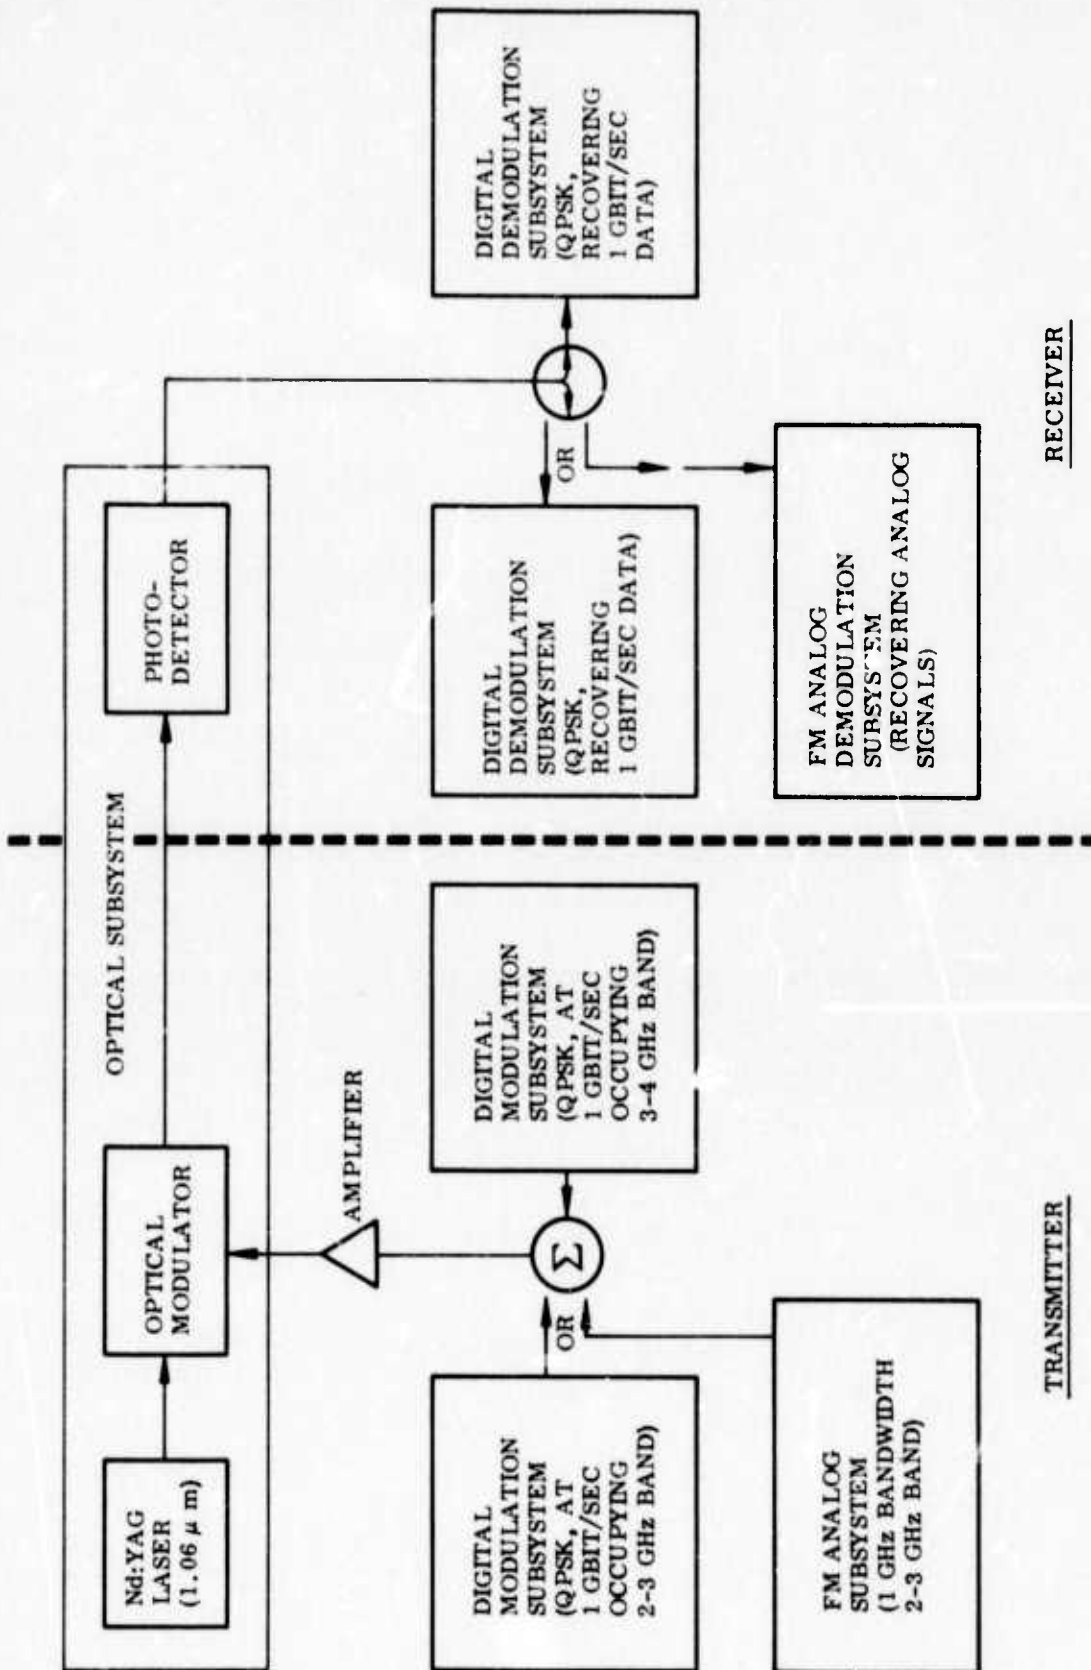 OPTICAL SUBSYSTEM
Nd:YAG
LASER
(1.06 μ m)
OPTICAL
MODULATOR
PHOTO-
DETECTOR
AMPLIFIER
DIGITAL
MODULATION
SUBSYSTEM
(QPSK, AT
1 GBIT/SEC
OCCUPYING
2-3 GHz BAND)
OR
Σ
DIGITAL
MODULATION
SUBSYSTEM
(QPSK, AT
1 GBIT/SEC
OCCUPYING
3-4 GHz BAND)
DIGITAL
DEMODULATION
SUBSYSTEM
(QPSK,
RECOVERING
1 GBIT/SEC DATA)
OR
DIGITAL
DEMODULATION
SUBSYSTEM
(QPSK,
RECOVERING
1 GBIT/SEC
DATA)
FM ANALOG
SUBSYSTEM
(1 GHz BANDWIDTH
2-3 GHz BAND)
FM ANALOG
DEMODULATION
SUBSYSTEM
(RECOVERING ANALOG
SIGNALS)
TRANSMITTER
RECEIVER